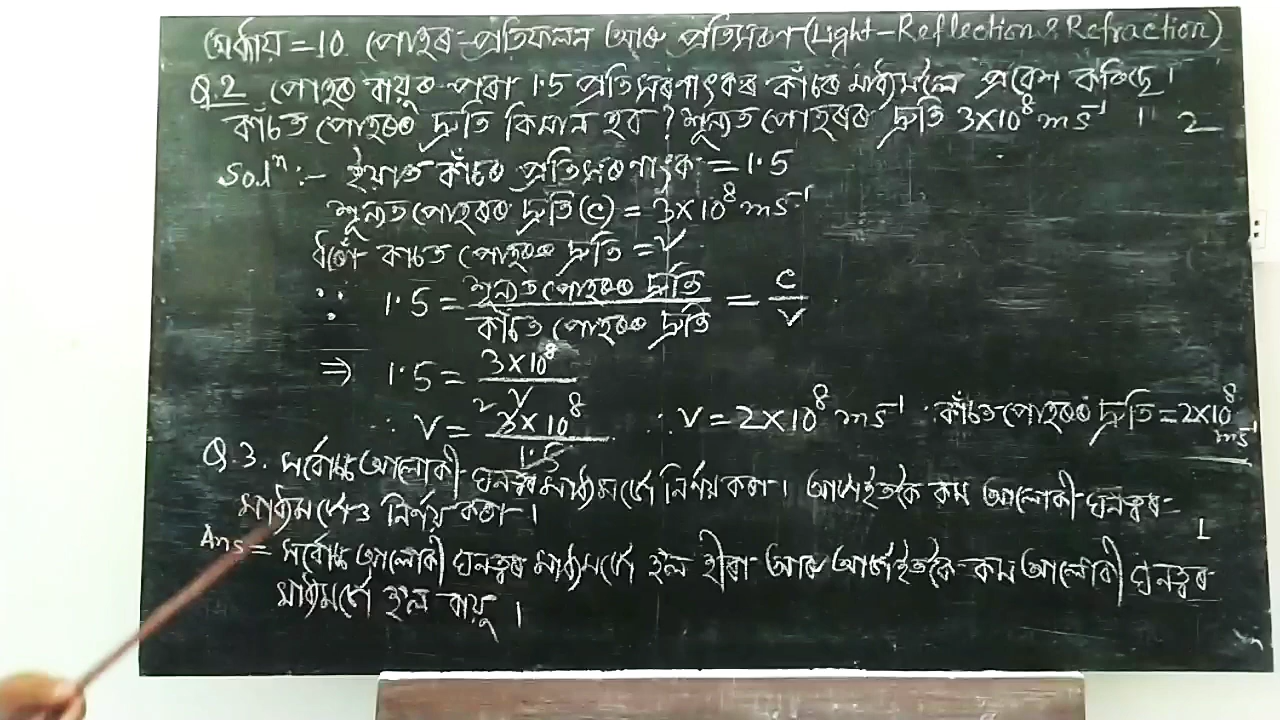 অধ্যায় = 10. পোহৰ প্ৰতিফলন আৰু প্ৰতিসৰণ (Light-Reflection & Refraction)
Q.2 পোহৰ বায়ুৰ পৰা 1.5 প্ৰতিসৰণাংকৰ কাঁচৰ মাধ্যমলৈ প্ৰবেশ কৰিছে।
কাঁচত পোহৰৰ দ্ৰুতি কিমান হব? শূন্যত পোহৰৰ দ্ৰুতি 3×10⁸ ms⁻¹ । 2
Solⁿ :- ইয়াত কাঁচৰ প্ৰতিসৰণাংক = 1.5
শূন্যত পোহৰৰ দ্ৰুতি (c) = 3×10⁸ ms⁻¹
ধৰোঁ কাচত পোহৰৰ দ্ৰুতি = v
∵ 1.5 = শূন্যত পোহৰৰ দ্ৰুতি / কাঁচত পোহৰৰ দ্ৰুতি = c / v
⇒ 1.5 = 3×10⁸ / v
∴ v = 3×10⁸ / 1.5 ∴ v = 2×10⁸ ms⁻¹ ∴ কাঁচত পোহৰৰ দ্ৰুতি = 2×10⁸ ms⁻¹
Q.3. সৰ্বোচ্চ আলোকী ঘনত্বৰ মাধ্যমটো নিৰ্ণয় কৰা। আটাইতকৈ কম আলোকী ঘনত্বৰ
মাধ্যমটোও নিৰ্ণয় কৰা। 1
Ans = সৰ্বোচ্চ আলোকী ঘনত্বৰ মাধ্যমটো হ'ল হীৰা আৰু আটাইতকৈ কম আলোকী ঘনত্বৰ
মাধ্যমটো হ'ল বায়ু।